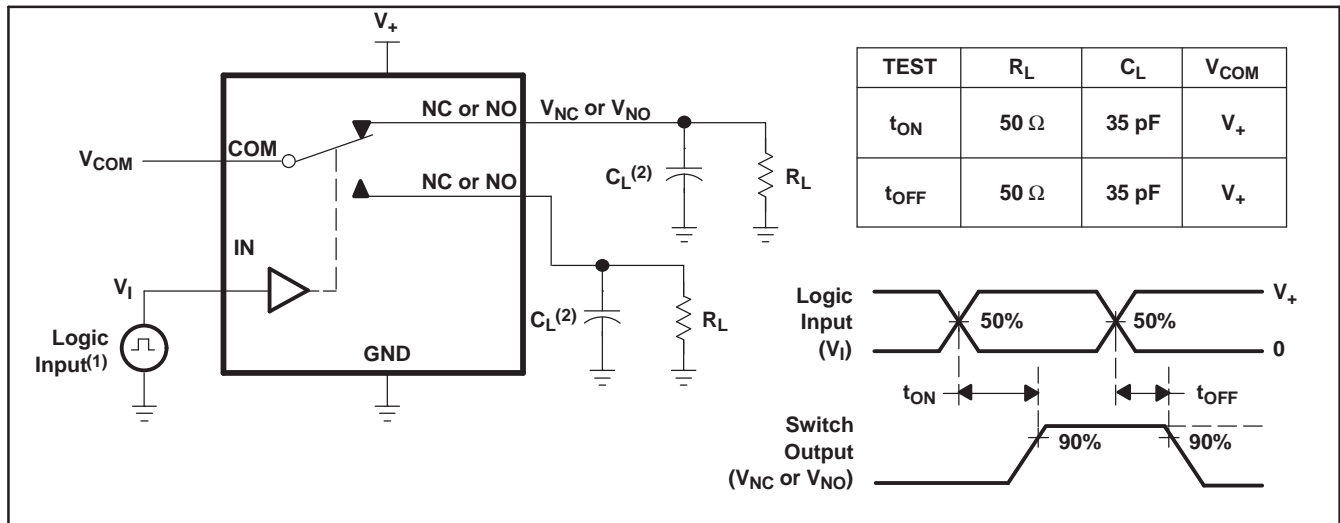 V+
NC or NO
VNC or VNO
COM
VCOM
CL(2)
RL
NC or NO
IN
VI
CL(2)
RL
Logic
Input(1)
GND
TEST RL CL VCOM
tON 50 Ω 35 pF V+
tOFF 50 Ω 35 pF V+
Logic
Input
(VI)
V+
50%
50%
0
tON
tOFF
Switch
Output
(VNC or VNO)
90%
90%